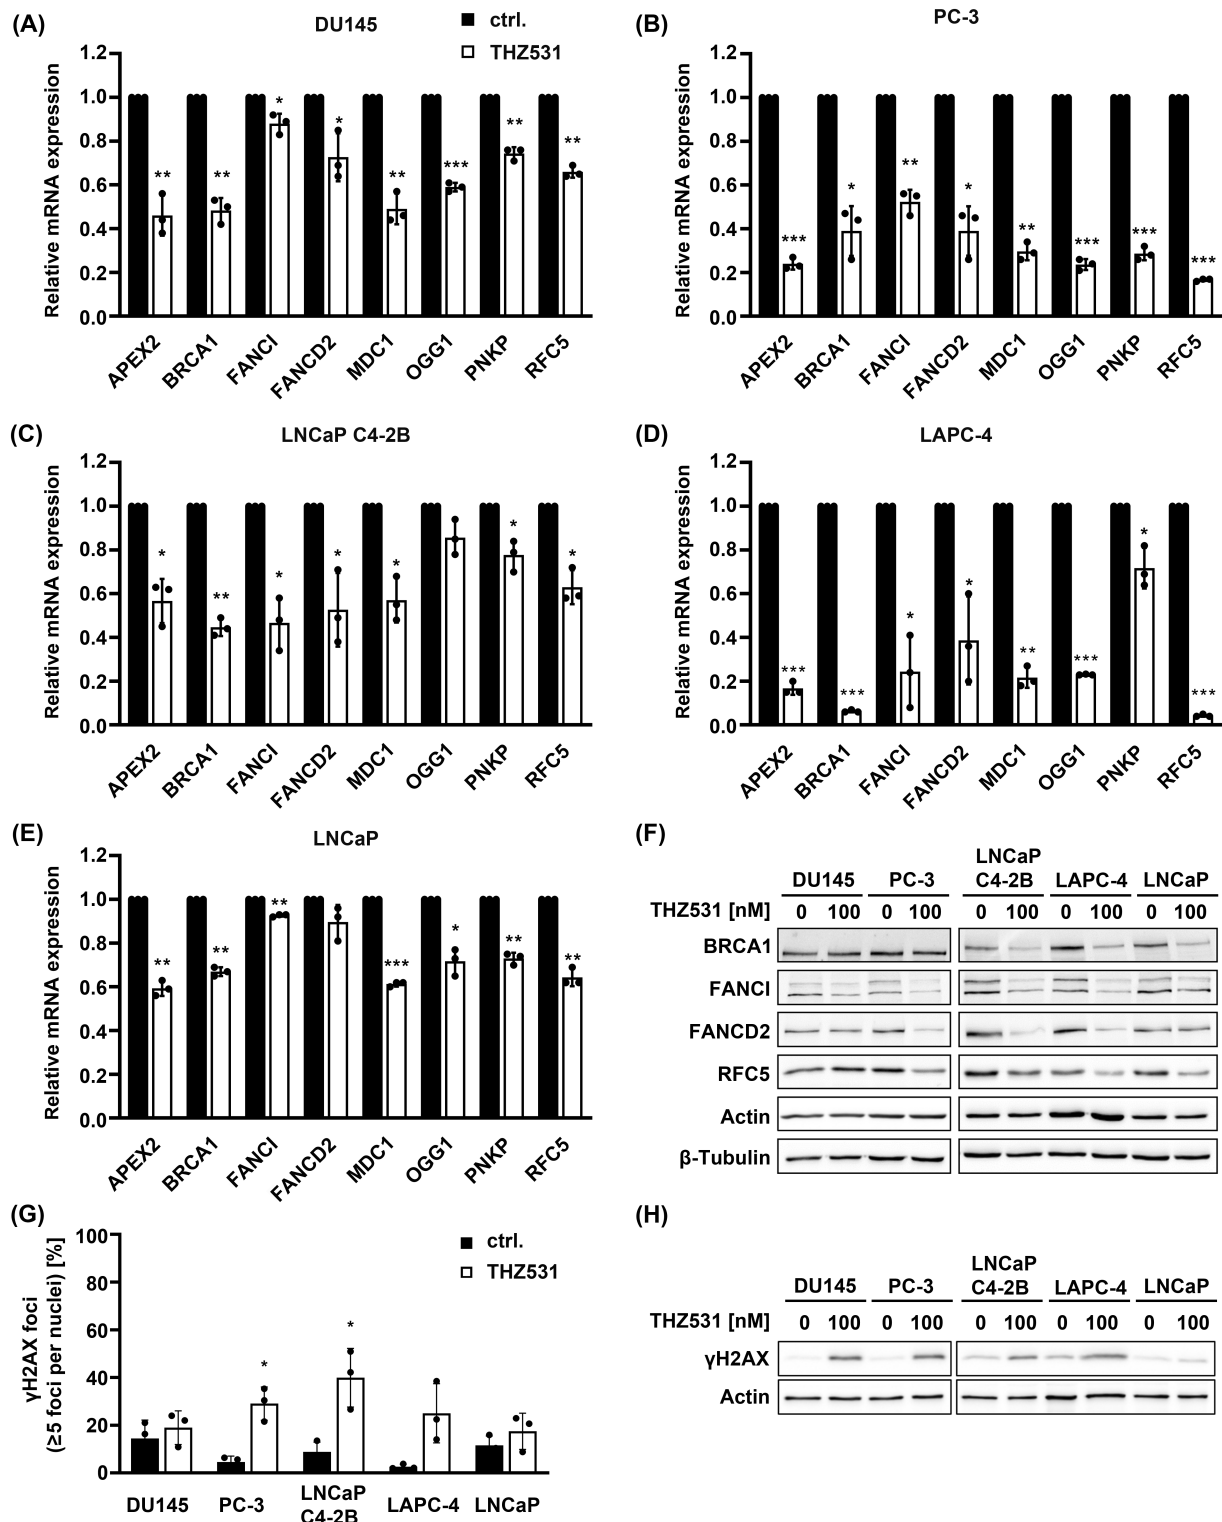 (A)
DU145
ctrl.
THZ531
Relative mRNA expression
1.2
1.0
0.8
0.6
0.4
0.2
0.0
** ** * * ** *** ** **
APEX2 BRCA1 FANCI FANCD2 MDC1 OGG1 PNKP RFC5
(B)
PC-3
Relative mRNA expression
1.2
1.0
0.8
0.6
0.4
0.2
0.0
*** * ** * ** *** *** ***
APEX2 BRCA1 FANCI FANCD2 MDC1 OGG1 PNKP RFC5
(C)
LNCaP C4-2B
Relative mRNA expression
1.2
1.0
0.8
0.6
0.4
0.2
0.0
* ** * * * * *
APEX2 BRCA1 FANCI FANCD2 MDC1 OGG1 PNKP RFC5
(D)
LAPC-4
Relative mRNA expression
1.2
1.0
0.8
0.6
0.4
0.2
0.0
*** *** * * ** *** * ***
APEX2 BRCA1 FANCI FANCD2 MDC1 OGG1 PNKP RFC5
(E)
LNCaP
Relative mRNA expression
1.2
1.0
0.8
0.6
0.4
0.2
0.0
** ** ** *** * ** **
APEX2 BRCA1 FANCI FANCD2 MDC1 OGG1 PNKP RFC5
(F)
DU145 PC-3 LNCaP C4-2B LAPC-4 LNCaP
THZ531 [nM] 0 100 0 100 0 100 0 100 0 100
BRCA1
FANCI
FANCD2
RFC5
Actin
β-Tubulin
(G)
γH2AX foci
(≥5 foci per nuclei) [%]
100
80
60
40
20
0
ctrl.
THZ531
* *
DU145 PC-3 LNCaP C4-2B LAPC-4 LNCaP
(H)
DU145 PC-3 LNCaP C4-2B LAPC-4 LNCaP
THZ531 [nM] 0 100 0 100 0 100 0 100 0 100
γH2AX
Actin